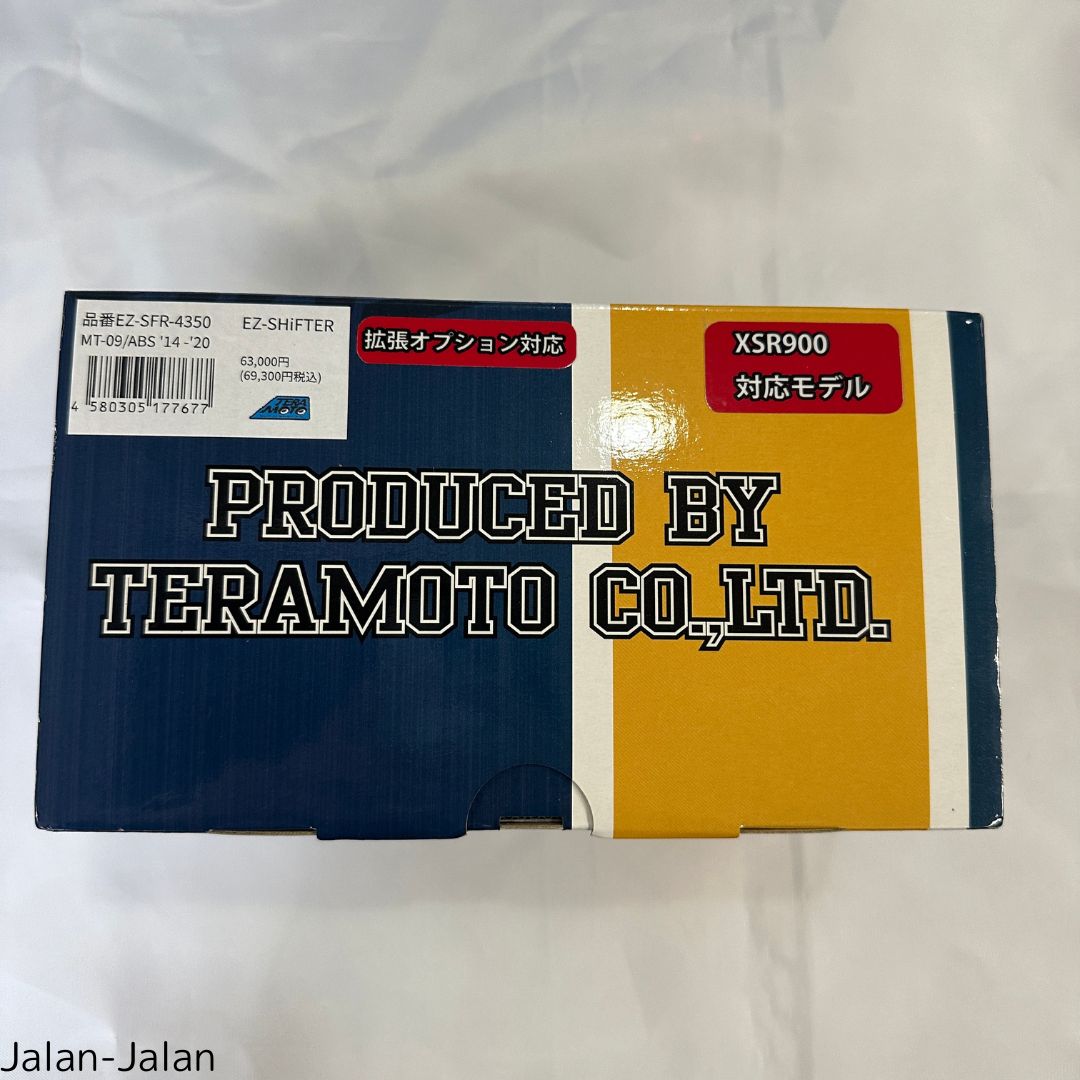 品番EZ-SFR-4350 EZ-SHiFTER
MT-09/ABS '14 -'20
63,000円
(69,300円税込)
4 580305 177677
TERA
MOTO
拡張オプション対応
XSR900
対応モデル
PRODUCED BY
TERAMOTO CO.,LTD.
Jalan-Jalan